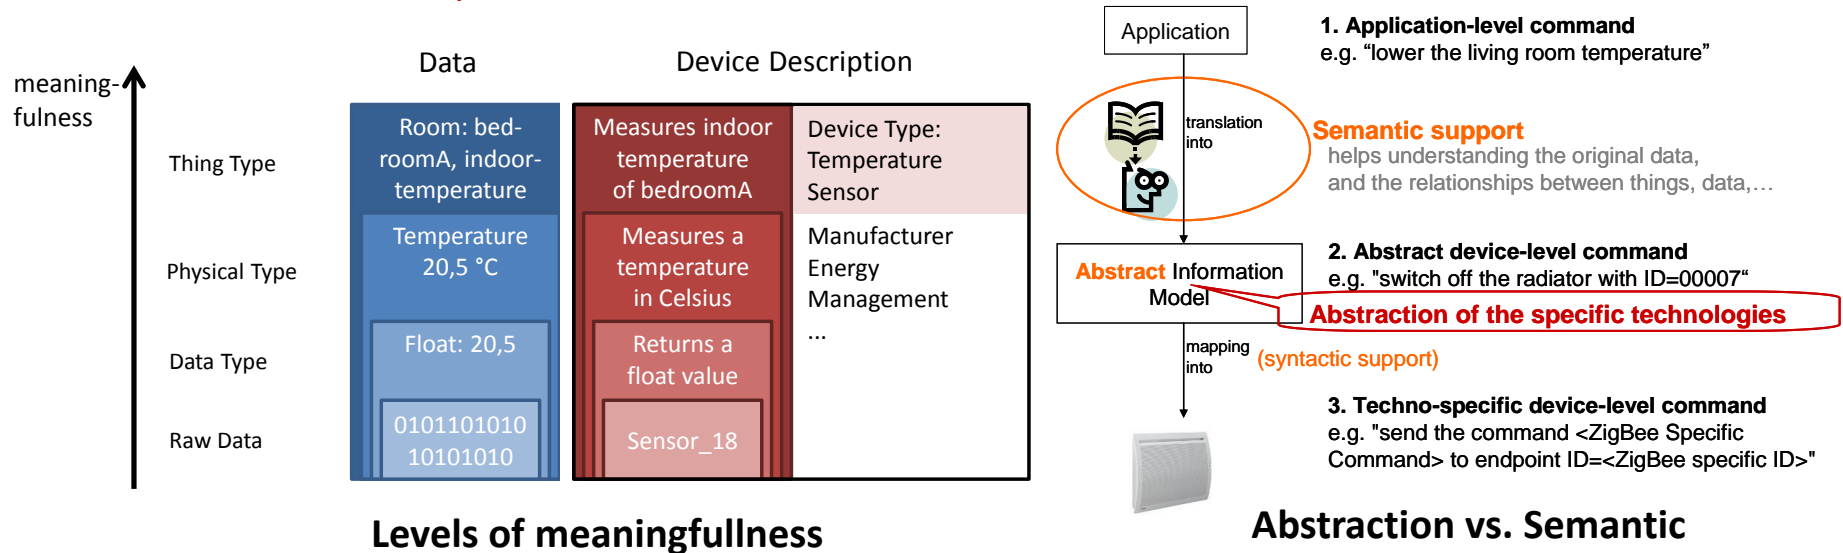 meaning-
fulness
Data
Device Description
Thing Type
Physical Type
Data Type
Raw Data
Room: bed-
roomA, indoor-
temperature
Temperature
20,5 °C
Float: 20,5
0101101010
10101010
Measures indoor
temperature
of bedroomA
Measures a
temperature
in Celsius
Returns a
float value
Sensor_18
Device Type:
Temperature
Sensor
Manufacturer
Energy
Management
...
Levels of meaningfullness
Application
1. Application-level command
e.g. “lower the living room temperature”
translation
into
Semantic support
helps understanding the original data,
and the relationships between things, data,…
Abstract Information
Model
2. Abstract device-level command
e.g. "switch off the radiator with ID=00007“
Abstraction of the specific technologies
mapping
into
(syntactic support)
3. Techno-specific device-level command
e.g. "send the command <ZigBee Specific
Command> to endpoint ID=<ZigBee specific ID>"
Abstraction vs. Semantic